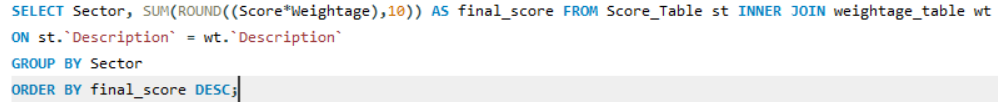 SELECT Sector, SUM(ROUND((Score*Weightage),10)) AS final_score FROM Score_Table st INNER JOIN weightage_table wt
ON st.`Description` = wt.`Description`
GROUP BY Sector
ORDER BY final_score DESC;